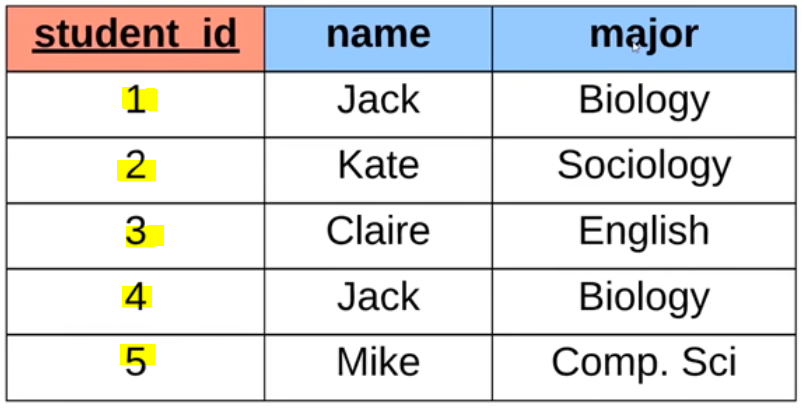 student_id name major
1 Jack Biology
2 Kate Sociology
3 Claire English
4 Jack Biology
5 Mike Comp. Sci